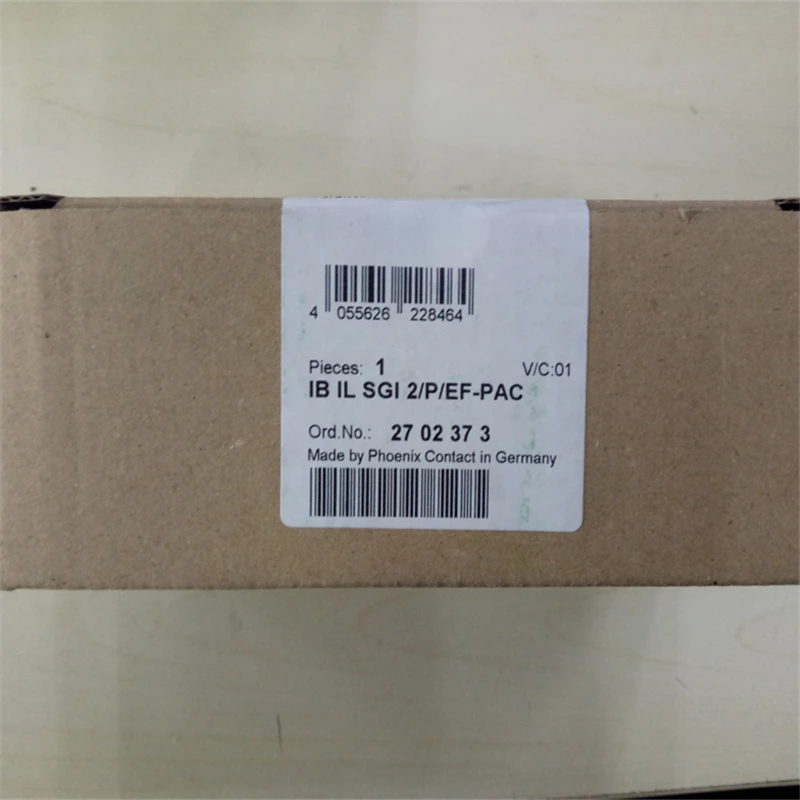 4 055626 228464
Pieces: 1 V/C:01
IB IL SGI 2/P/EF-PAC
Ord.No.: 27 02 37 3
Made by Phoenix Contact in Germany